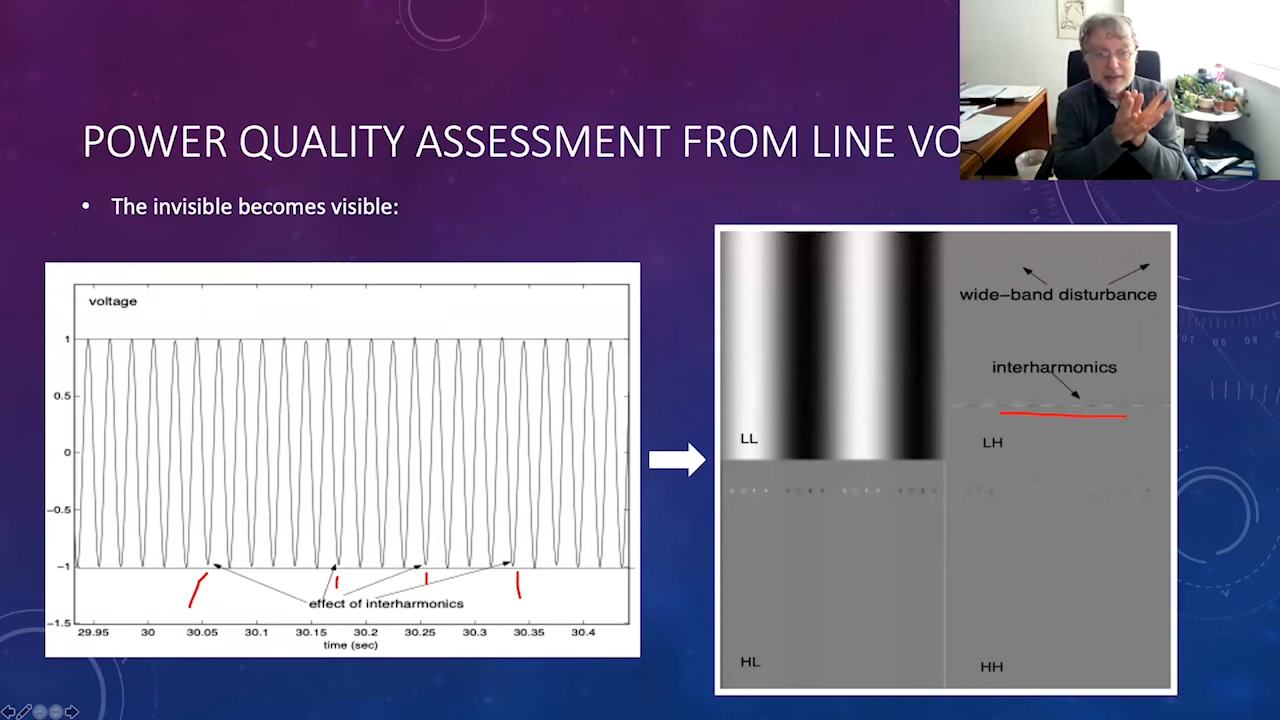 POWER QUALITY ASSESSMENT FROM LINE VO
• The invisible becomes visible:
voltage
1
0.5
0
−0.5
−1
−1.5
effect of interharmonics
29.95 30 30.05 30.1 30.15 30.2 30.25 30.3 30.35 30.4
time (sec)
wide−band disturbance
interharmonics
LL
LH
HL
HH